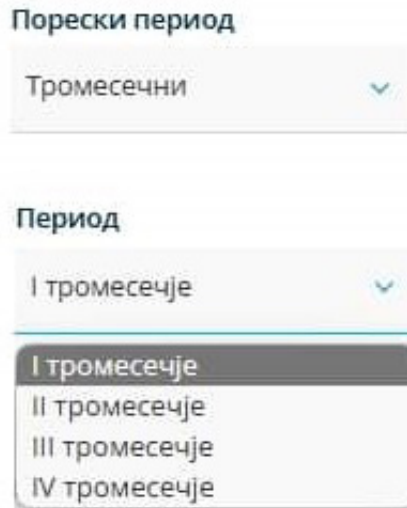 Порески период
Тромесечни
Период
I тромесечје
I тромесечје
II тромесечје
III тромесечје
IV тромесечје